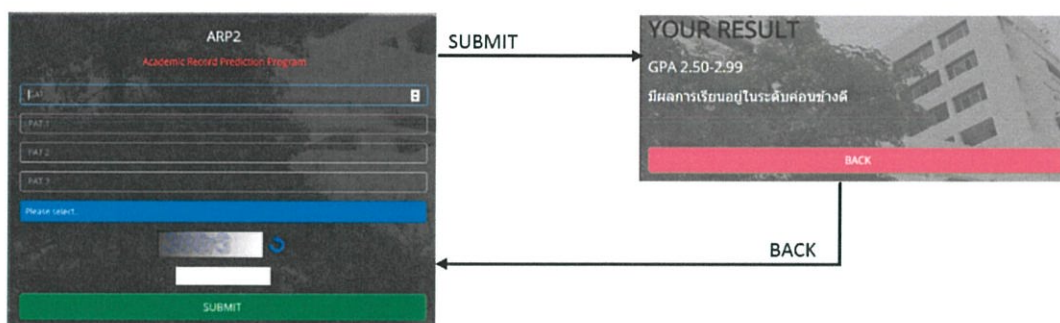 ARP2
Academic Record Prediction Program
GAT
PAT 1
PAT 2
PAT 3
Please select..
SUBMIT
SUBMIT
YOUR RESULT
GPA 2.50-2.99
มีผลการเรียนอยู่ในระดับค่อนข้างดี
BACK
BACK